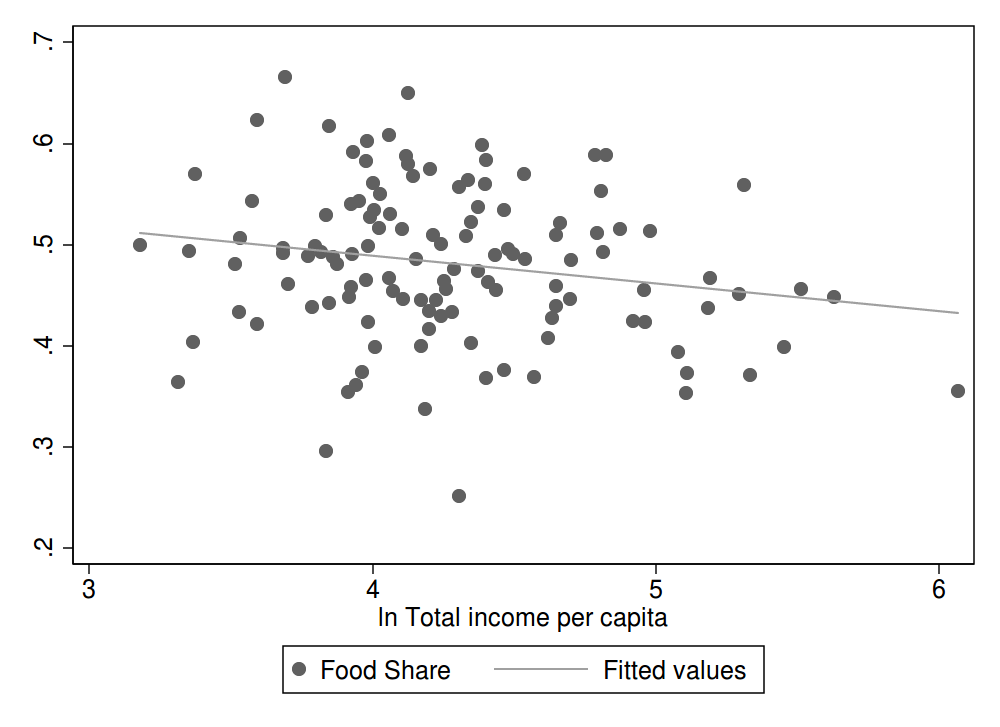 .7
.6
.5
.4
.3
.2
3 4 5 6
ln Total income per capita
Food Share Fitted values